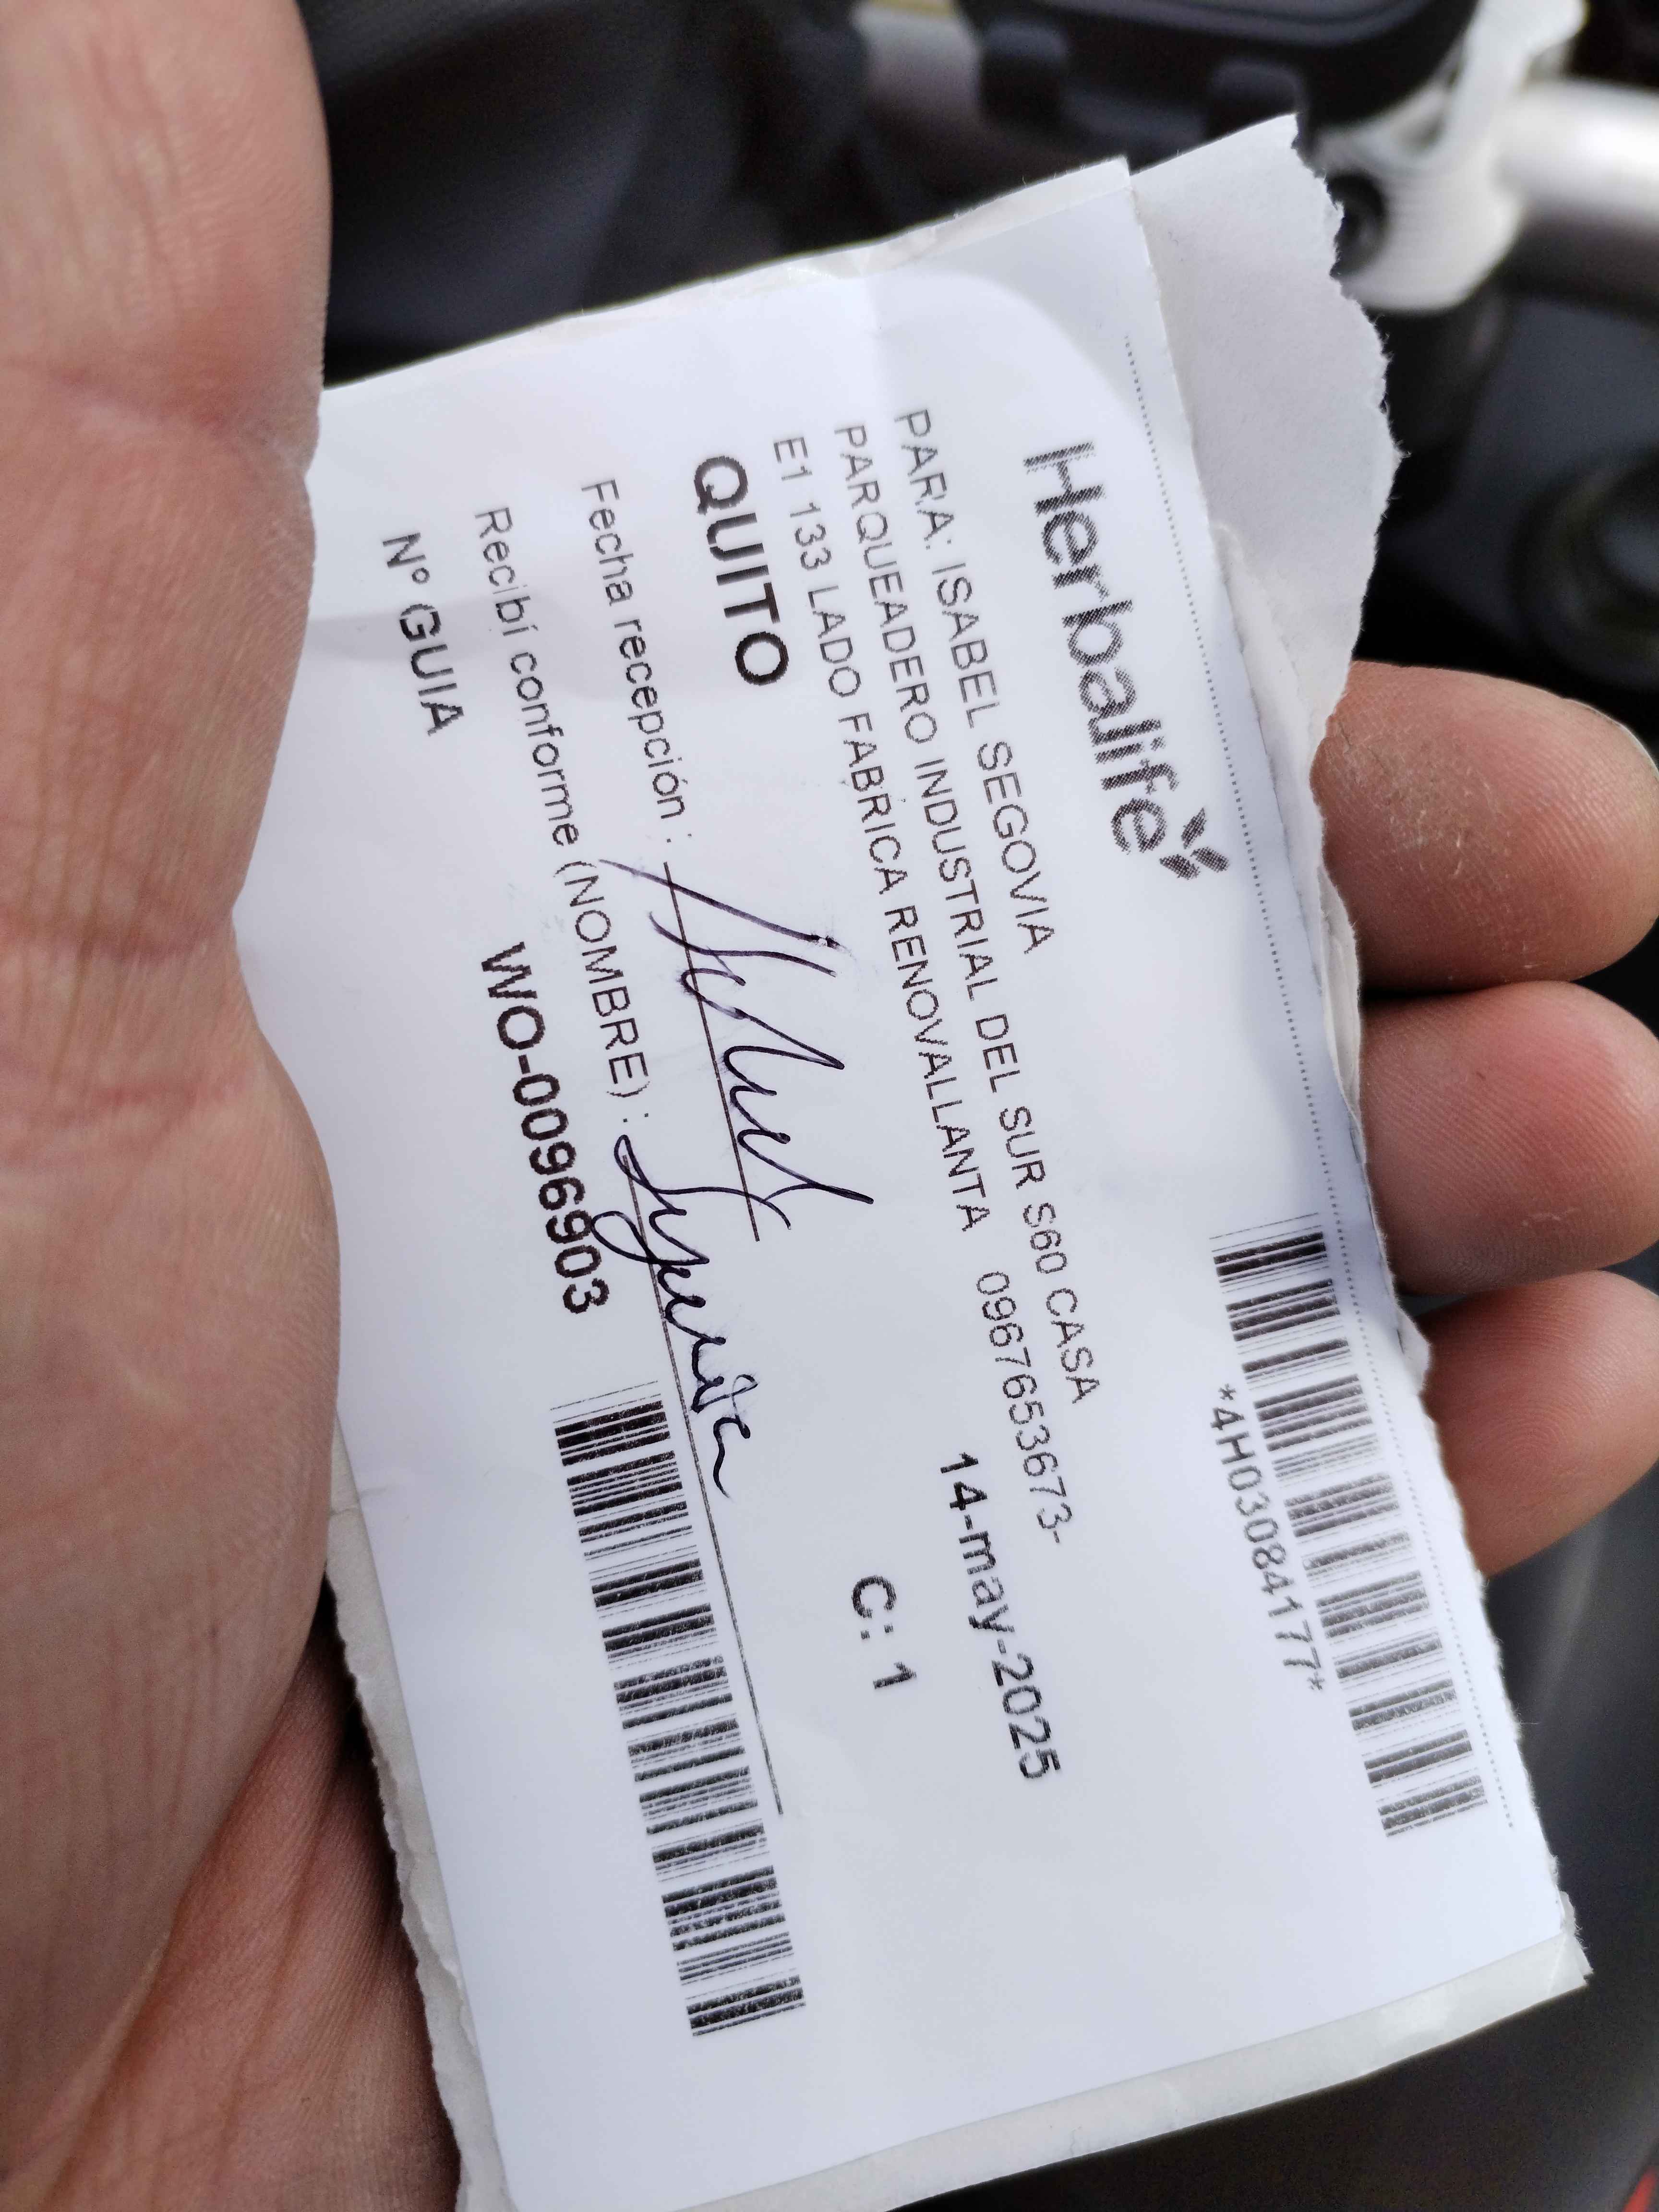 Herbalife
*4H03084177*
PARA: ISABEL SEGOVIA
PARQUEADERO INDUSTRIAL DEL SUR S60 CASA
E1 133 LADO FABRICA RENOVALLANTA 0967653673-
14-may-2025
QUITO
C: 1
Fecha recepción :
Recibí conforme (NOMBRE) :
Nº GUIA WO-0096903